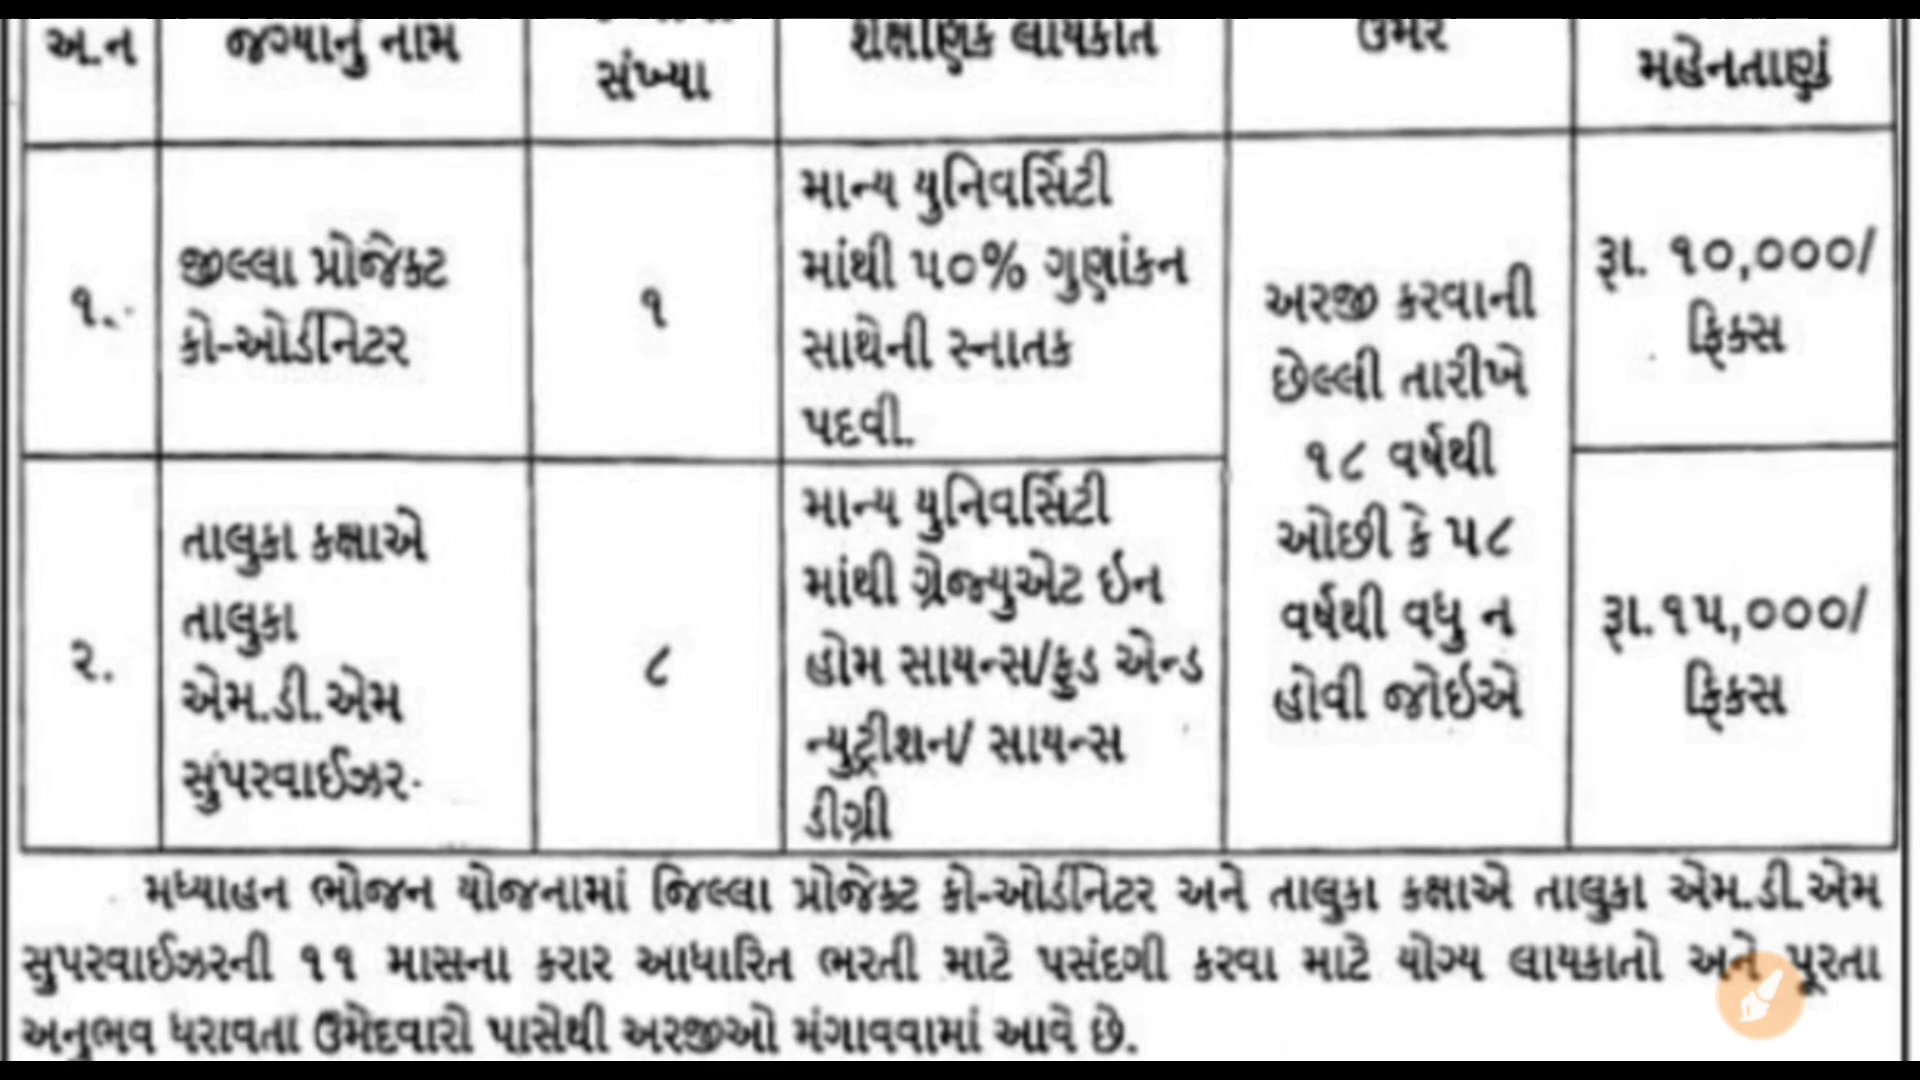 અ.ન જગ્યાનું નામ સંખ્યા શૈક્ષણિક લાયકાત ઉંમર મહેનતાણું
૧. જીલ્લા પ્રોજેક્ટ કો-ઓર્ડીનેટર ૧
માન્ય યુનિવર્સિટી
માંથી ૫૦% ગુણાંકન
સાથેની સ્નાતક
પદવી.
અરજી કરવાની
છેલ્લી તારીખે
૧૮ વર્ષથી
ઓછી કે ૫૮
વર્ષથી વધુ ન
હોવી જોઇએ
રૂા. ૧૦,૦૦૦/
ફિક્સ
૨.
તાલુકા કક્ષાએ
તાલુકા
એમ.ડી.એમ
સુપરવાઈઝર
૮
માન્ય યુનિવર્સિટી
માંથી ગ્રેજ્યુએટ ઇન
હોમ સાયન્સ/ફુડ એન્ડ
ન્યુટ્રીશન/ સાયન્સ
ડીગ્રી
રૂા.૧૫,૦૦૦/
ફિક્સ
મધ્યાહન ભોજન યોજનામાં જિલ્લા પ્રોજેક્ટ કો-ઓર્ડીનેટર અને તાલુકા કક્ષાએ તાલુકા એમ.ડી.એમ
સુપરવાઈઝરની ૧૧ માસના કરાર આધારિત ભરતી માટે પસંદગી કરવા માટે યોગ્ય લાયકાતો અને પૂરતા
અનુભવ ધરાવતા ઉમેદવારો પાસેથી અરજીઓ મંગાવવામાં આવે છે.